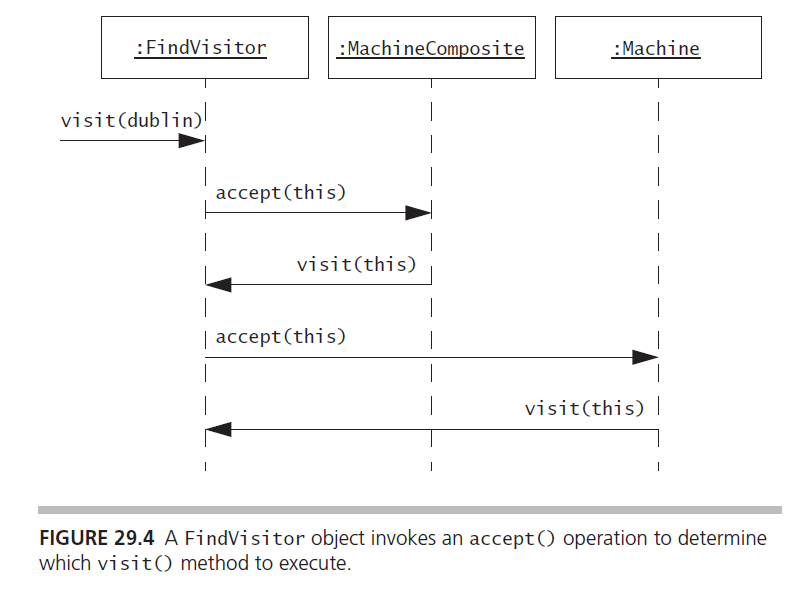 :FindVisitor
:MachineComposite
:Machine
visit(dublin)
accept(this)
visit(this)
accept(this)
visit(this)
FIGURE 29.4 A FindVisitor object invokes an accept() operation to determine
which visit() method to execute.